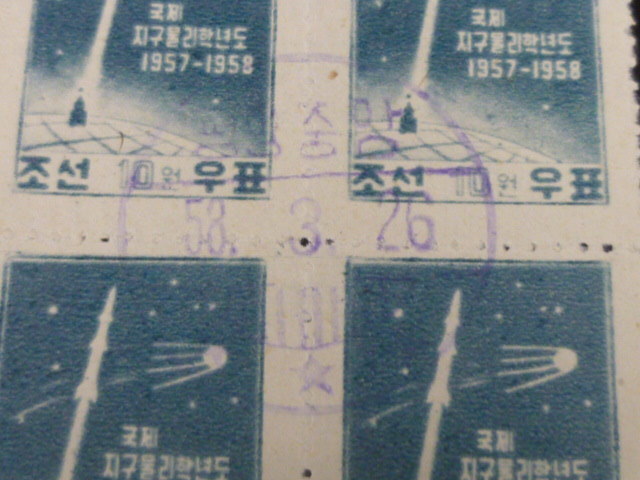 국제
지구물리학년도
1957-1958
조선 10원 우표
국제
지구물리학년도
1957-1958
조선 10원 우표
58. 3. 26
국제
지구물리학년도
국제
지구물리학년도